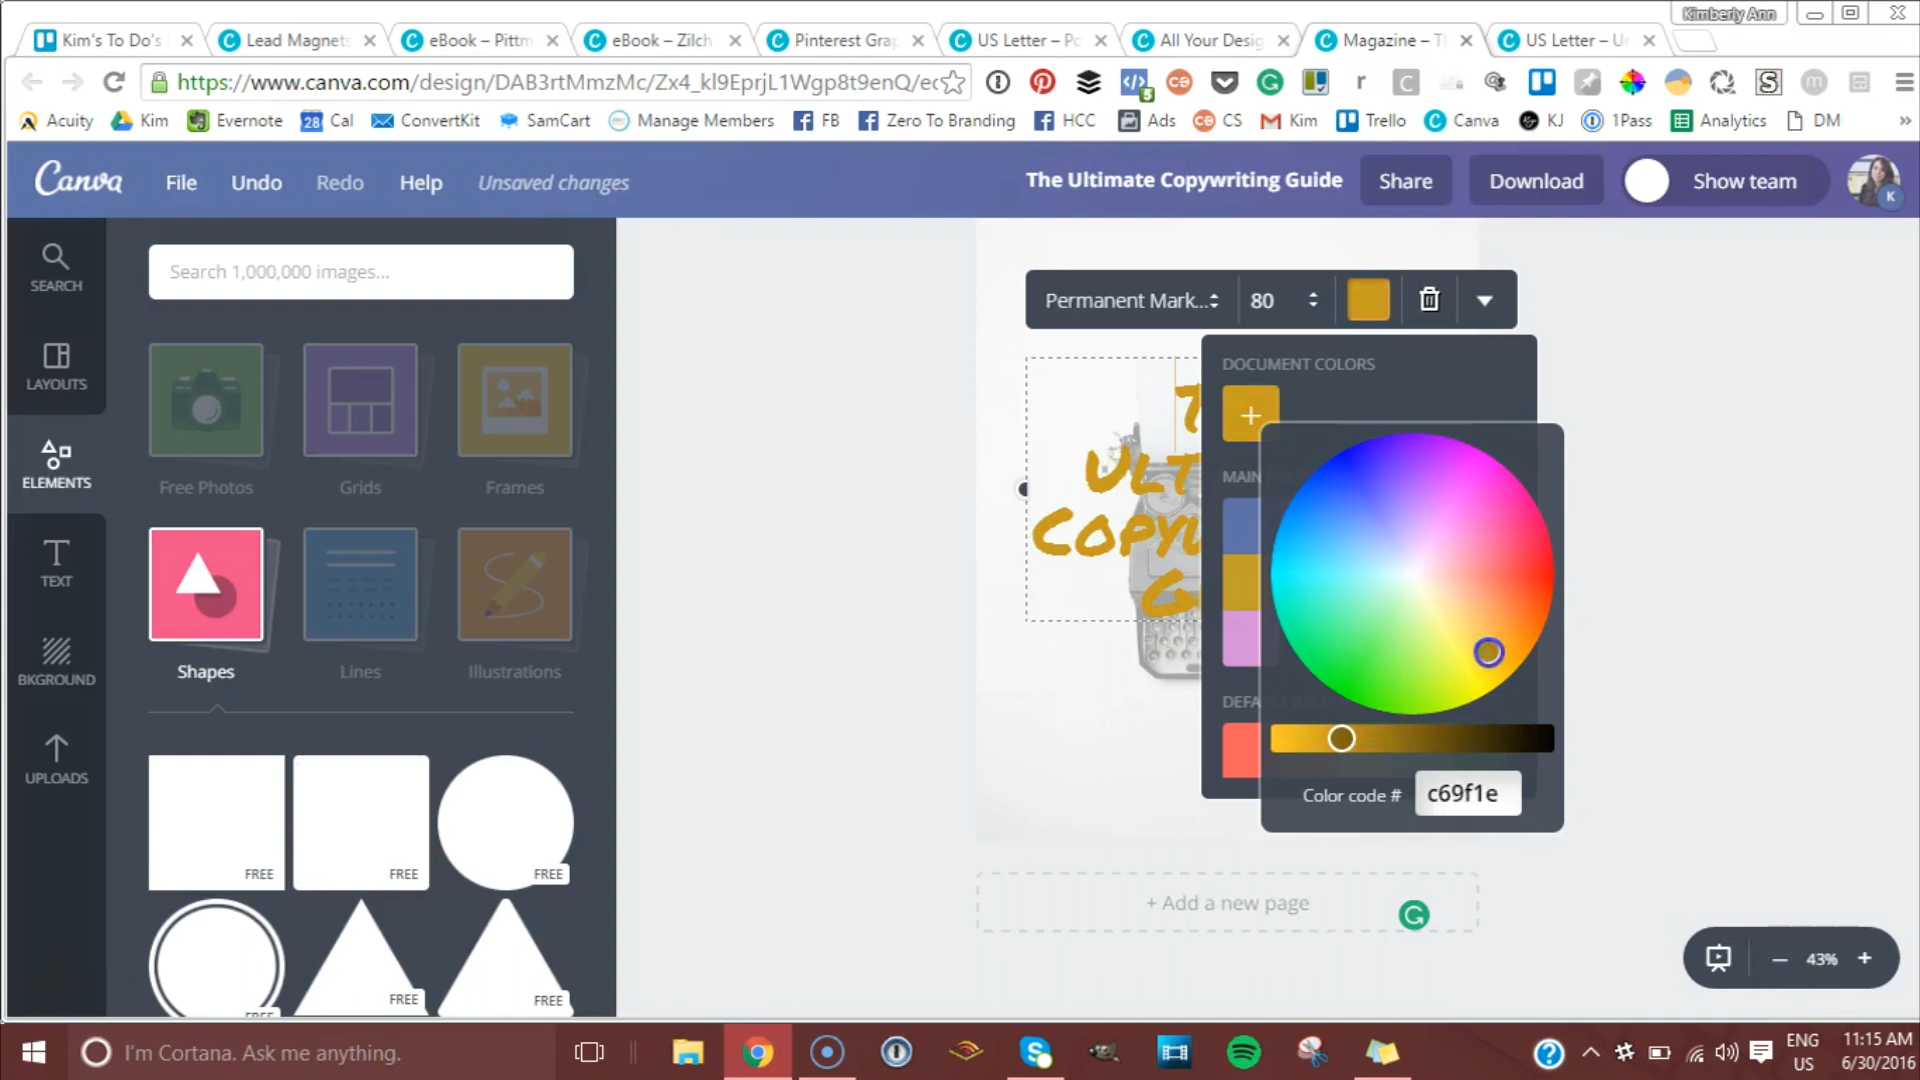 Kimberly Ann
Kim's To Do's
Lead Magnets
eBook – Pittm
eBook – Zilch
Pinterest Grap
US Letter – Po
All Your Desig
Magazine – Th
US Letter – Ur
https://www.canva.com/design/DAB3rtMmzMc/Zx4_kl9EprjL1Wgp8t9enQ/ec
Acuity Kim Evernote 28 Cal ConvertKit SamCart Manage Members FB Zero To Branding HCC Ads CS Kim Trello Canva KJ 1Pass Analytics DM »
Canva File Undo Redo Help Unsaved changes The Ultimate Copywriting Guide Share Download Show team K
SEARCH
LAYOUTS
ELEMENTS
TEXT
BKGROUND
UPLOADS
Search 1,000,000 images...
Free Photos Grids Frames
Shapes Lines Illustrations
FREE FREE FREE
FREE FREE FREE
Permanent Mark... 80
DOCUMENT COLORS
MAIN
DEFA
Color code # c69f1e
T
ULT
COPYW
G
+ Add a new page
43%
I'm Cortana. Ask me anything.
ENG
US
11:15 AM
6/30/2016